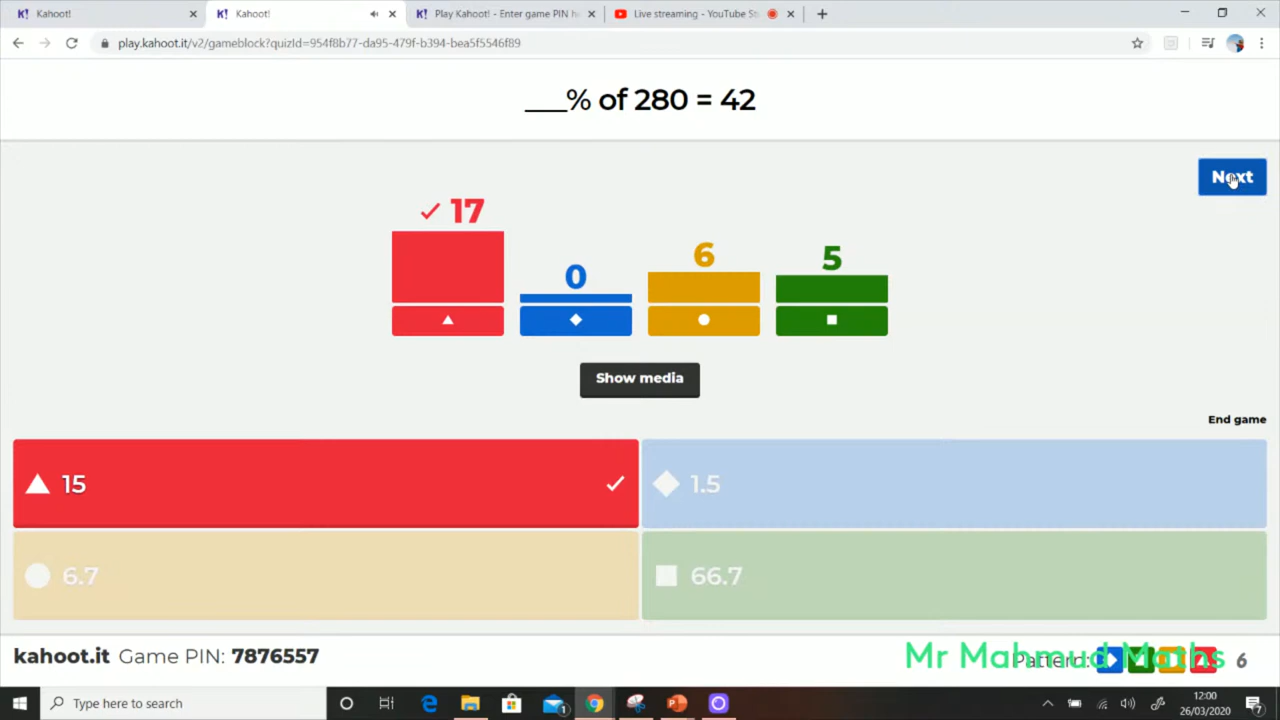 Kahoot!
Kahoot!
Play Kahoot! - Enter game PIN h
Live streaming - YouTube S
play.kahoot.it/v2/gameblock?quizId=954f8b77-da95-479f-b394-bea5f5546f89
___% of 280 = 42
Next
17
0
6
5
Show media
End game
15
1.5
6.7
66.7
kahoot.it Game PIN: 7876557
Mr Mahmud Maths
Pattern:
6
Type here to search
1
12:00
26/03/2020
7